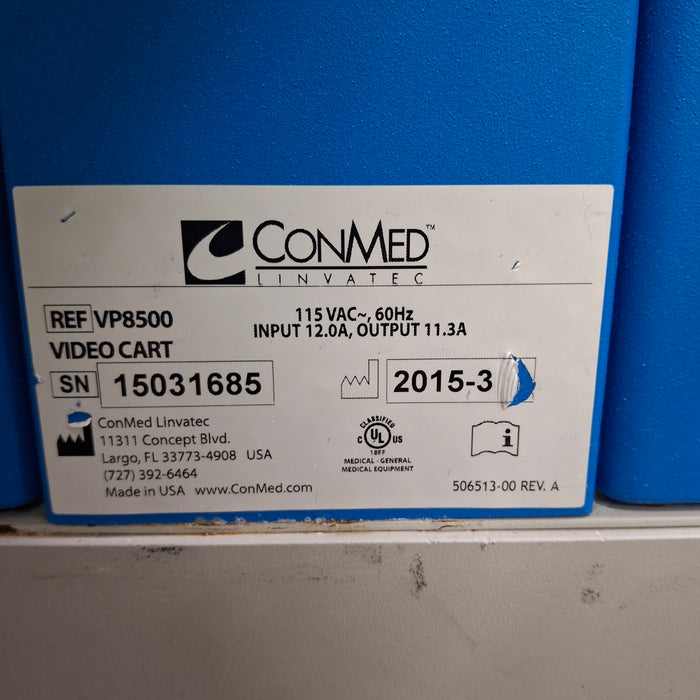 CONMED™
LINVATEC
REF VP8500
VIDEO CART
115 VAC~, 60Hz
INPUT 12.0A, OUTPUT 11.3A
SN 15031685
2015-3
ConMed Linvatec
11311 Concept Blvd.
Largo, FL 33773-4908 USA
(727) 392-6464
Made in USA www.ConMed.com
CLASSIFIED
C UL US
18FF
MEDICAL - GENERAL
MEDICAL EQUIPMENT
i
506513-00 REV. A